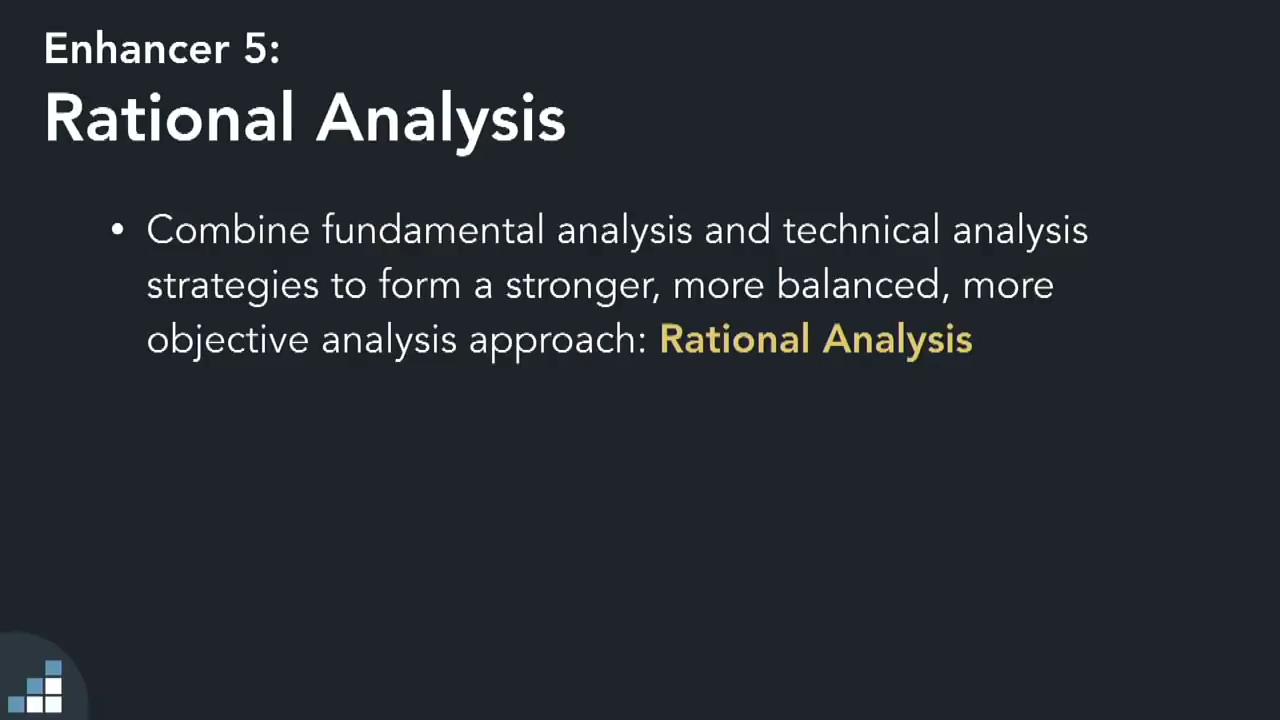 Enhancer 5:
Rational Analysis
• Combine fundamental analysis and technical analysis
strategies to form a stronger, more balanced, more
objective analysis approach: Rational Analysis